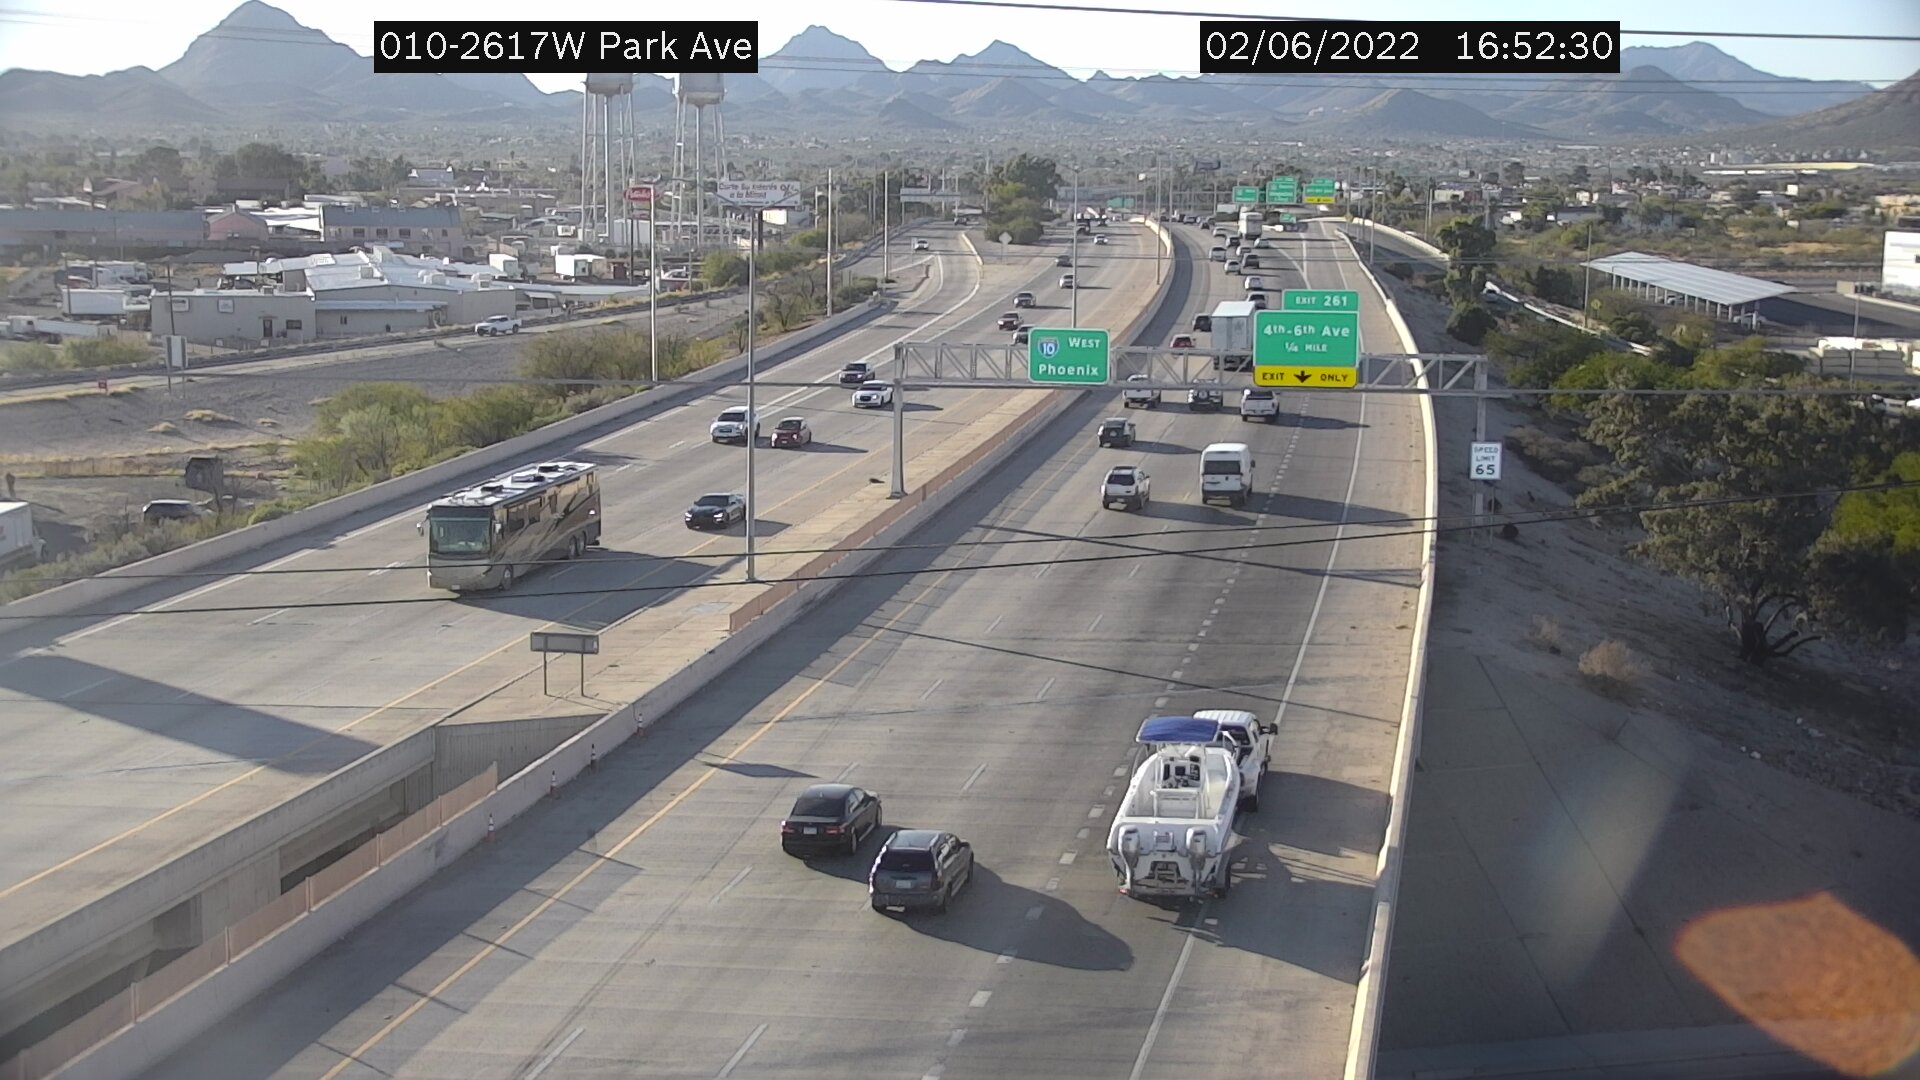 010-2617W Park Ave
02/06/2022 16:52:30
EXIT 261
4th-6th Ave
1/4 MILE
EXIT ONLY
10 WEST
Phoenix
SPEED
LIMIT
65